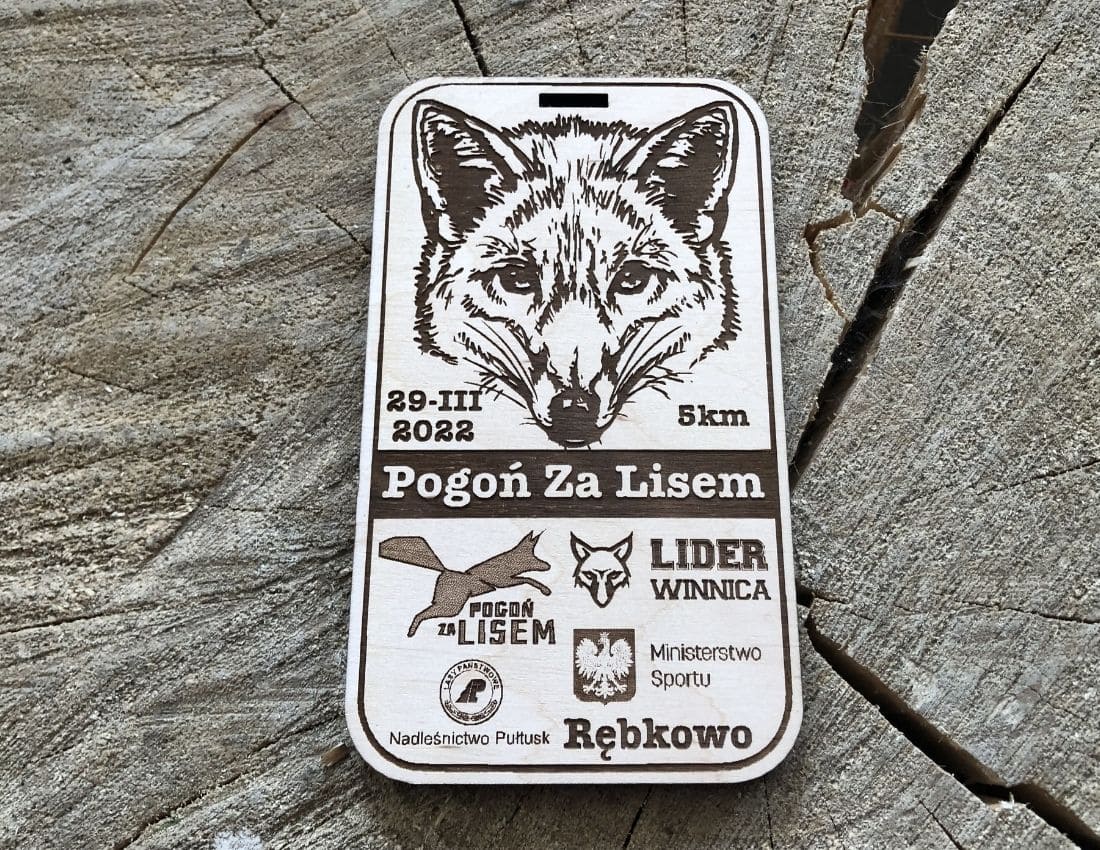 29-III
2022
5km
Pogoń Za Lisem
POGOŃ
ZA LISEM
LIDER
WINNICA
LASY PAŃSTWOWE
Ministerstwo
Sportu
Nadleśnictwo Pułtusk
Rębkowo